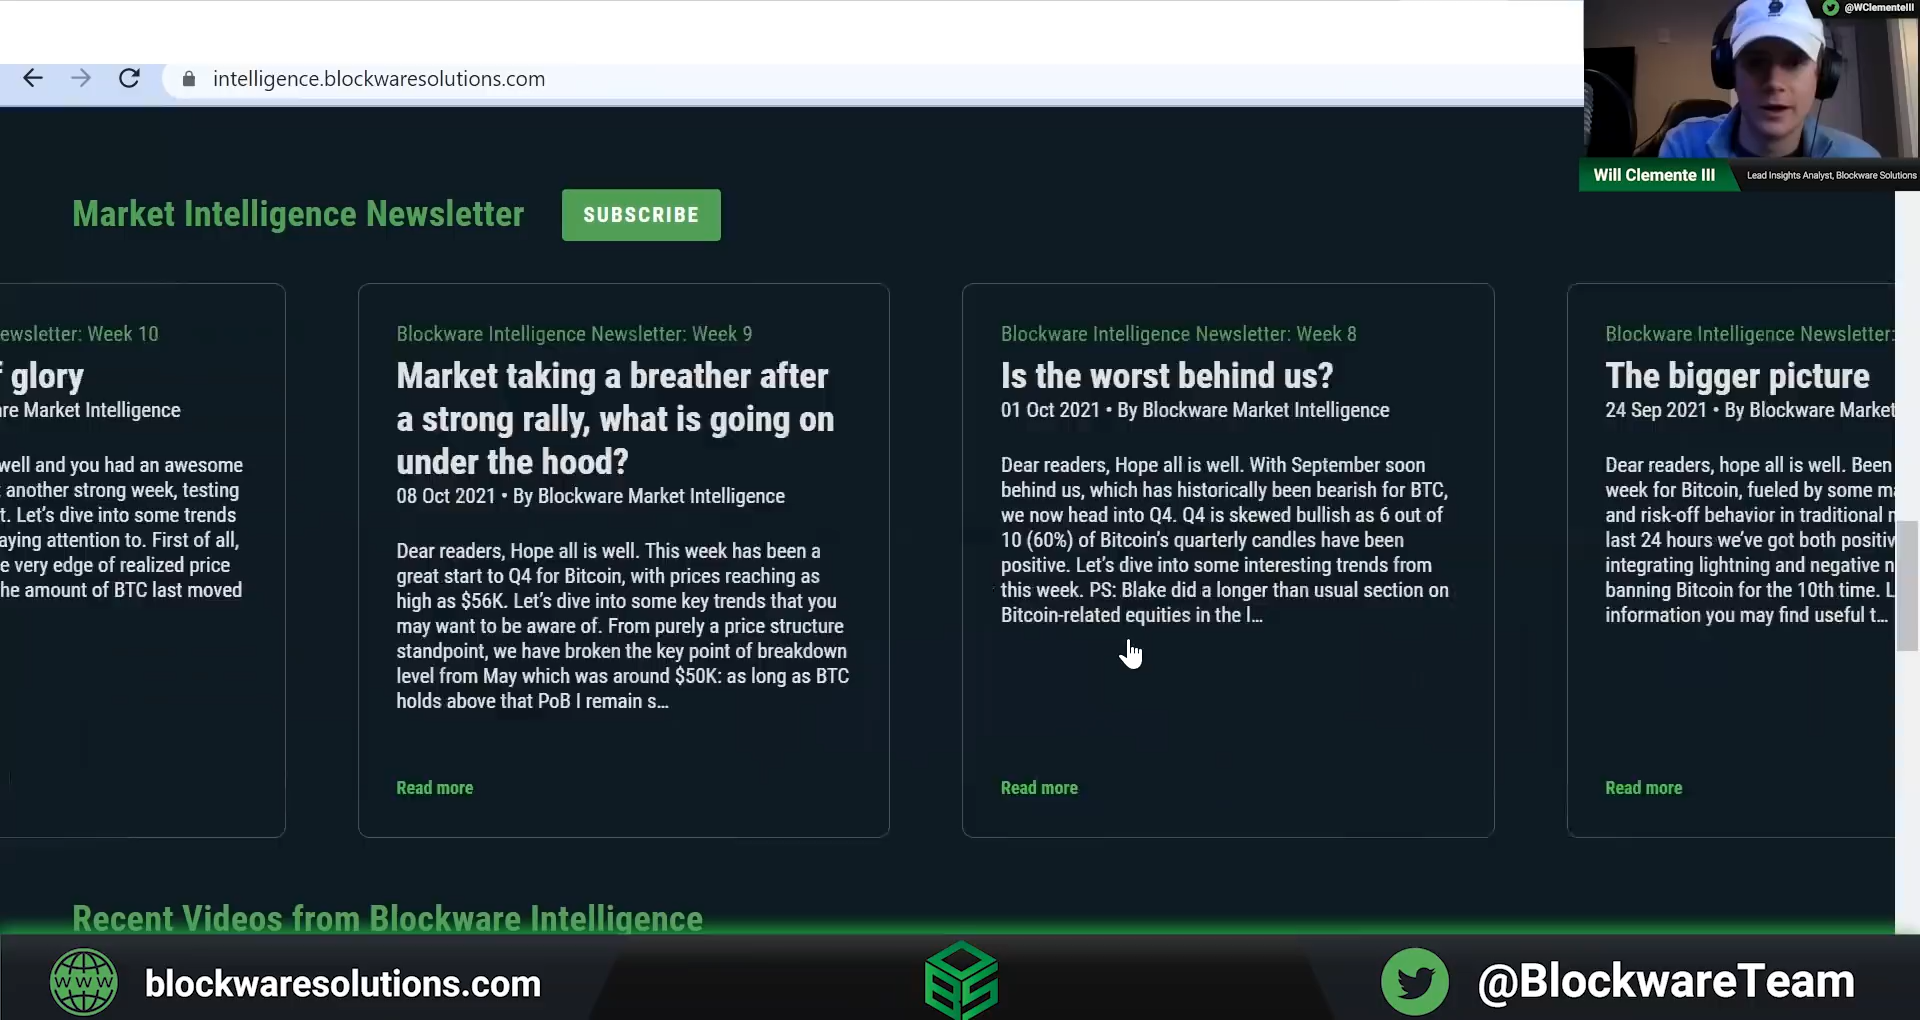 @WClementeIII
intelligence.blockwaresolutions.com
Will Clemente III
Lead Insights Analyst, Blockware Solutions
Market Intelligence Newsletter
SUBSCRIBE
ewsletter: Week 10
f glory
re Market Intelligence
well and you had an awesome
another strong week, testing
t. Let's dive into some trends
aying attention to. First of all,
e very edge of realized price
he amount of BTC last moved
Blockware Intelligence Newsletter: Week 9
Market taking a breather after
a strong rally, what is going on
under the hood?
08 Oct 2021 • By Blockware Market Intelligence
Dear readers, Hope all is well. This week has been a
great start to Q4 for Bitcoin, with prices reaching as
high as $56K. Let's dive into some key trends that you
may want to be aware of. From purely a price structure
standpoint, we have broken the key point of breakdown
level from May which was around $50K: as long as BTC
holds above that PoB I remain s...
Read more
Blockware Intelligence Newsletter: Week 8
Is the worst behind us?
01 Oct 2021 • By Blockware Market Intelligence
Dear readers, Hope all is well. With September soon
behind us, which has historically been bearish for BTC,
we now head into Q4. Q4 is skewed bullish as 6 out of
10 (60%) of Bitcoin's quarterly candles have been
positive. Let's dive into some interesting trends from
this week. PS: Blake did a longer than usual section on
Bitcoin-related equities in the l...
Read more
Blockware Intelligence Newsletter:
The bigger picture
24 Sep 2021 • By Blockware Market
Dear readers, hope all is well. Been
week for Bitcoin, fueled by some ma
and risk-off behavior in traditional
last 24 hours we've got both positiv
integrating lightning and negative n
banning Bitcoin for the 10th time. L
information you may find useful t...
Read more
Recent Videos from Blockware Intelligence
WWW
blockwaresolutions.com
@BlockwareTeam